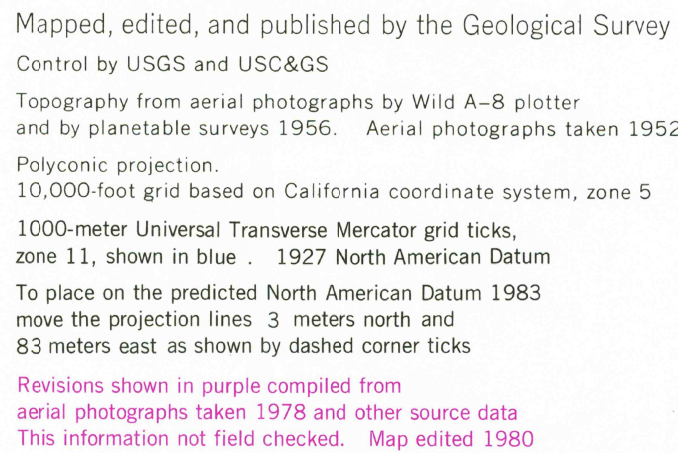 Mapped, edited, and published by the Geological Survey
Control by USGS and USC&GS
Topography from aerial photographs by Wild A–8 plotter
and by planetable surveys 1956. Aerial photographs taken 1952
Polyconic projection.
10,000-foot grid based on California coordinate system, zone 5
1000-meter Universal Transverse Mercator grid ticks,
zone 11, shown in blue . 1927 North American Datum
To place on the predicted North American Datum 1983
move the projection lines 3 meters north and
83 meters east as shown by dashed corner ticks
Revisions shown in purple compiled from
aerial photographs taken 1978 and other source data
This information not field checked. Map edited 1980